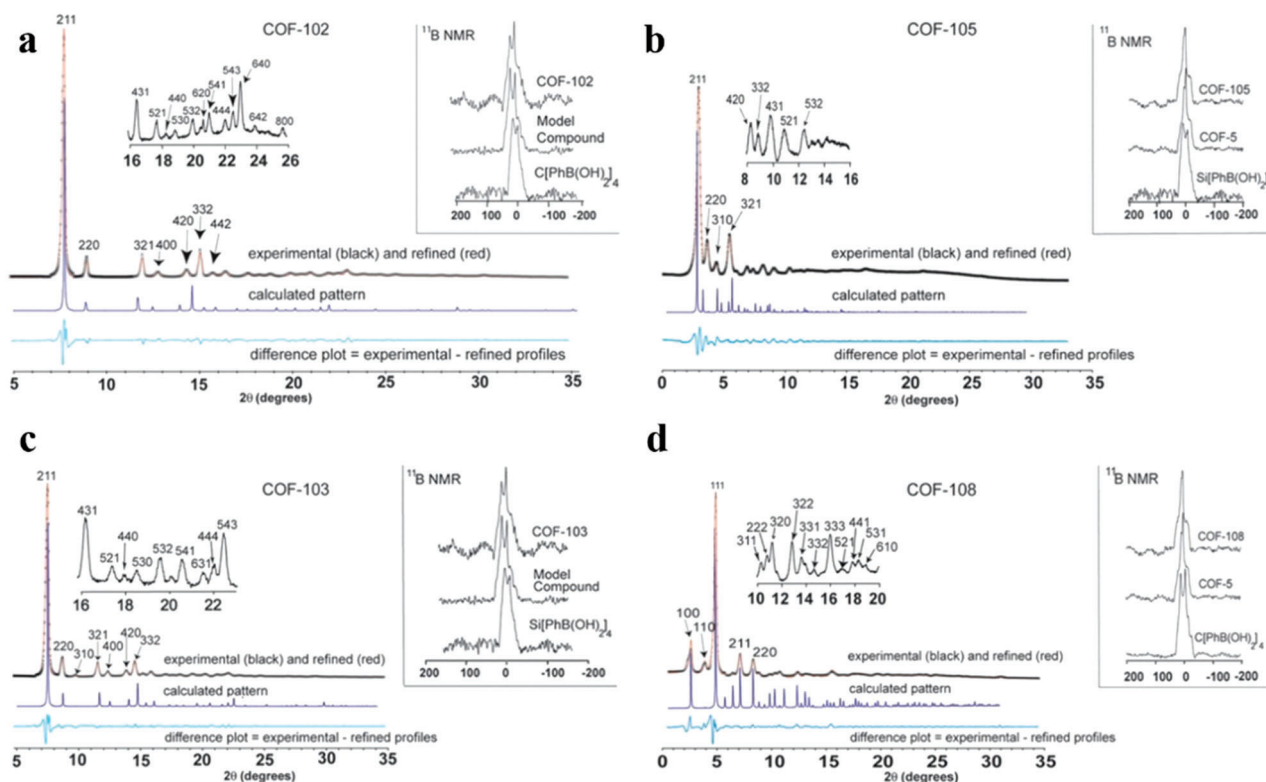 a
COF-102
211
220
321
400
420
332
442
431
521
440
530
532
620
541
444
543
640
642
800
16 18 20 22 24 26
¹¹B NMR
COF-102
Model
Compound
C[PhB(OH)₂]₄
200 100 0 -100 -200
experimental (black) and refined (red)
calculated pattern
difference plot = experimental - refined profiles
5 10 15 20 25 30 35
2θ (degrees)
b
COF-105
211
220
310
321
420
332
431
521
532
8 10 12 14 16
¹¹
B NMR
COF-105
COF-5
Si[PhB(OH)₂]₄
200 100 0 -100 -200
experimental (black) and refined (red)
calculated pattern
difference plot = experimental - refined profiles
0 5 10 15 20 25 30 35
2θ (degrees)
c
COF-103
211
220
310
321
400
420
332
431
521
440
530
532
541
631
444
543
16 18 20 22
¹¹B NMR
COF-103
Model
Compound
Si[PhB(OH)₂]₄
200 100 0 -100 -200
experimental (black) and refined (red)
calculated pattern
difference plot = experimental - refined profiles
5 10 15 20 25 30 35
2θ (degrees)
d
COF-108
111
100
110
211
220
311
222
320
322
331
332
333
521
441
531
610
10 12 14 16 18 20
¹¹B NMR
COF-108
COF-5
C[PhB(OH)₂]₄
200 100 0 -100 -200
experimental (black) and refined (red)
calculated pattern
difference plot = experimental - refined profiles
0 5 10 15 20 25 30 35
2θ (degrees)